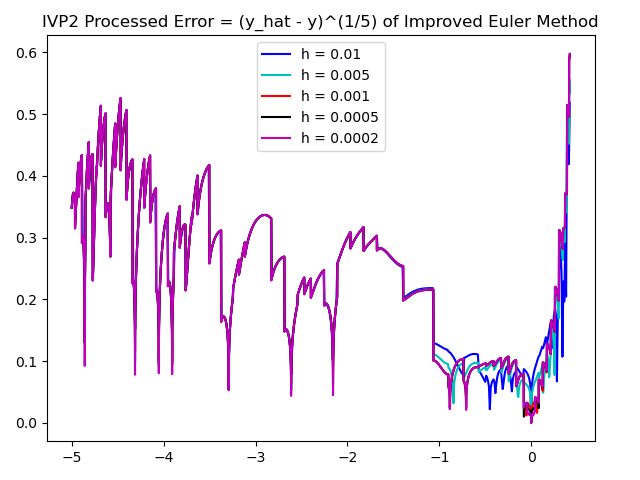 IVP2 Processed Error = (y_hat - y)^(1/5) of Improved Euler Method
h = 0.01
h = 0.005
h = 0.001
h = 0.0005
h = 0.0002
0.6
0.5
0.4
0.3
0.2
0.1
0.0
−5 −4 −3 −2 −1 0